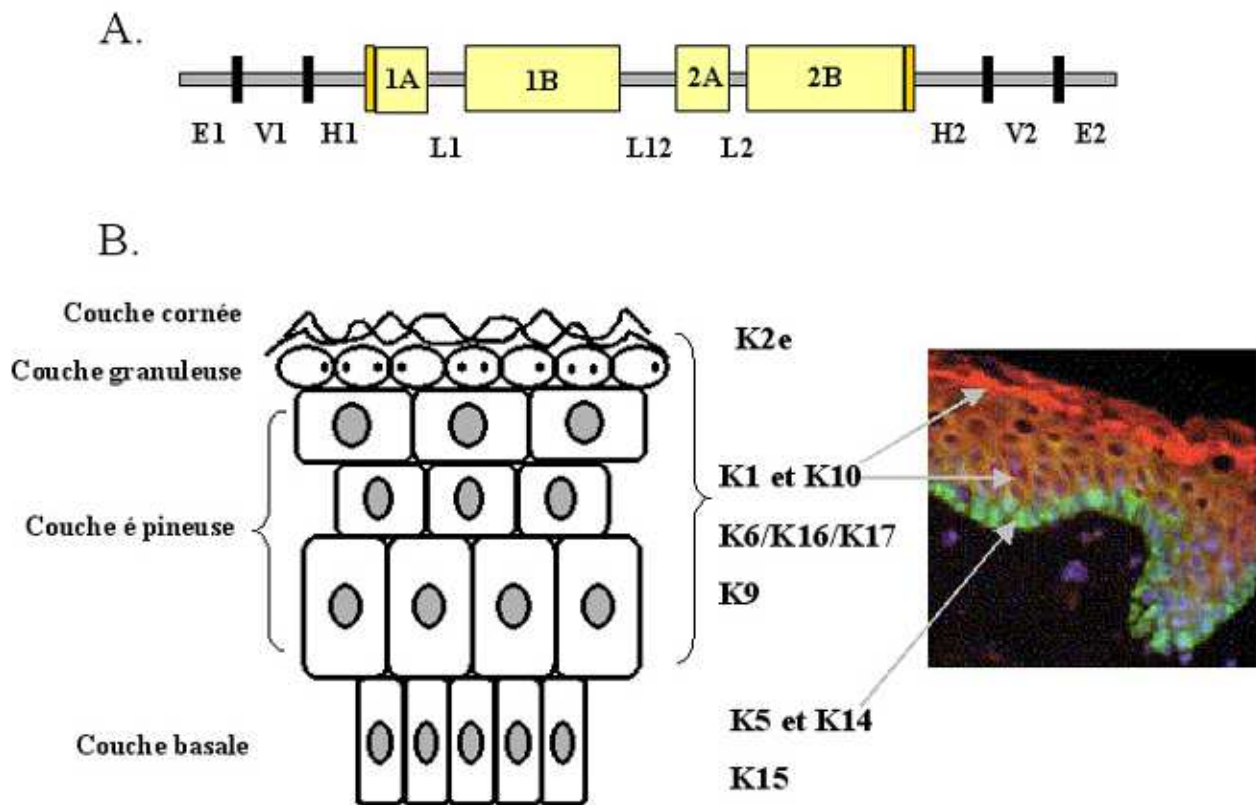 A.
1A 1B 2A 2B
E1 V1 H1 L1 L12 L2 H2 V2 E2
B.
Couche cornée
K2e
Couche granuleuse
K1 et K10
Couche é pineuse
K6/K16/K17
K9
K5 et K14
Couche basale
K15